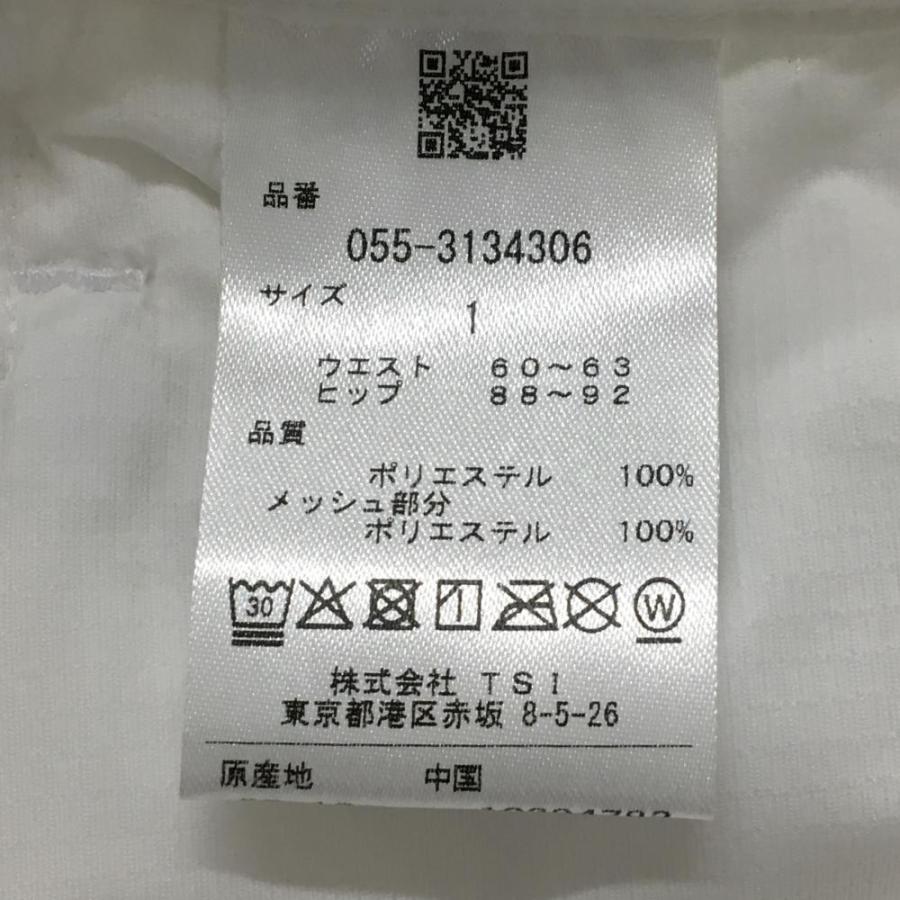 品番
055-3134306
サイズ
1
ウエスト 60～63
ヒップ 88～92
品質
ポリエステル 100%
メッシュ部分
ポリエステル 100%
30 W
株式会社 TSI
東京都港区赤坂 8-5-26
原産地 中国